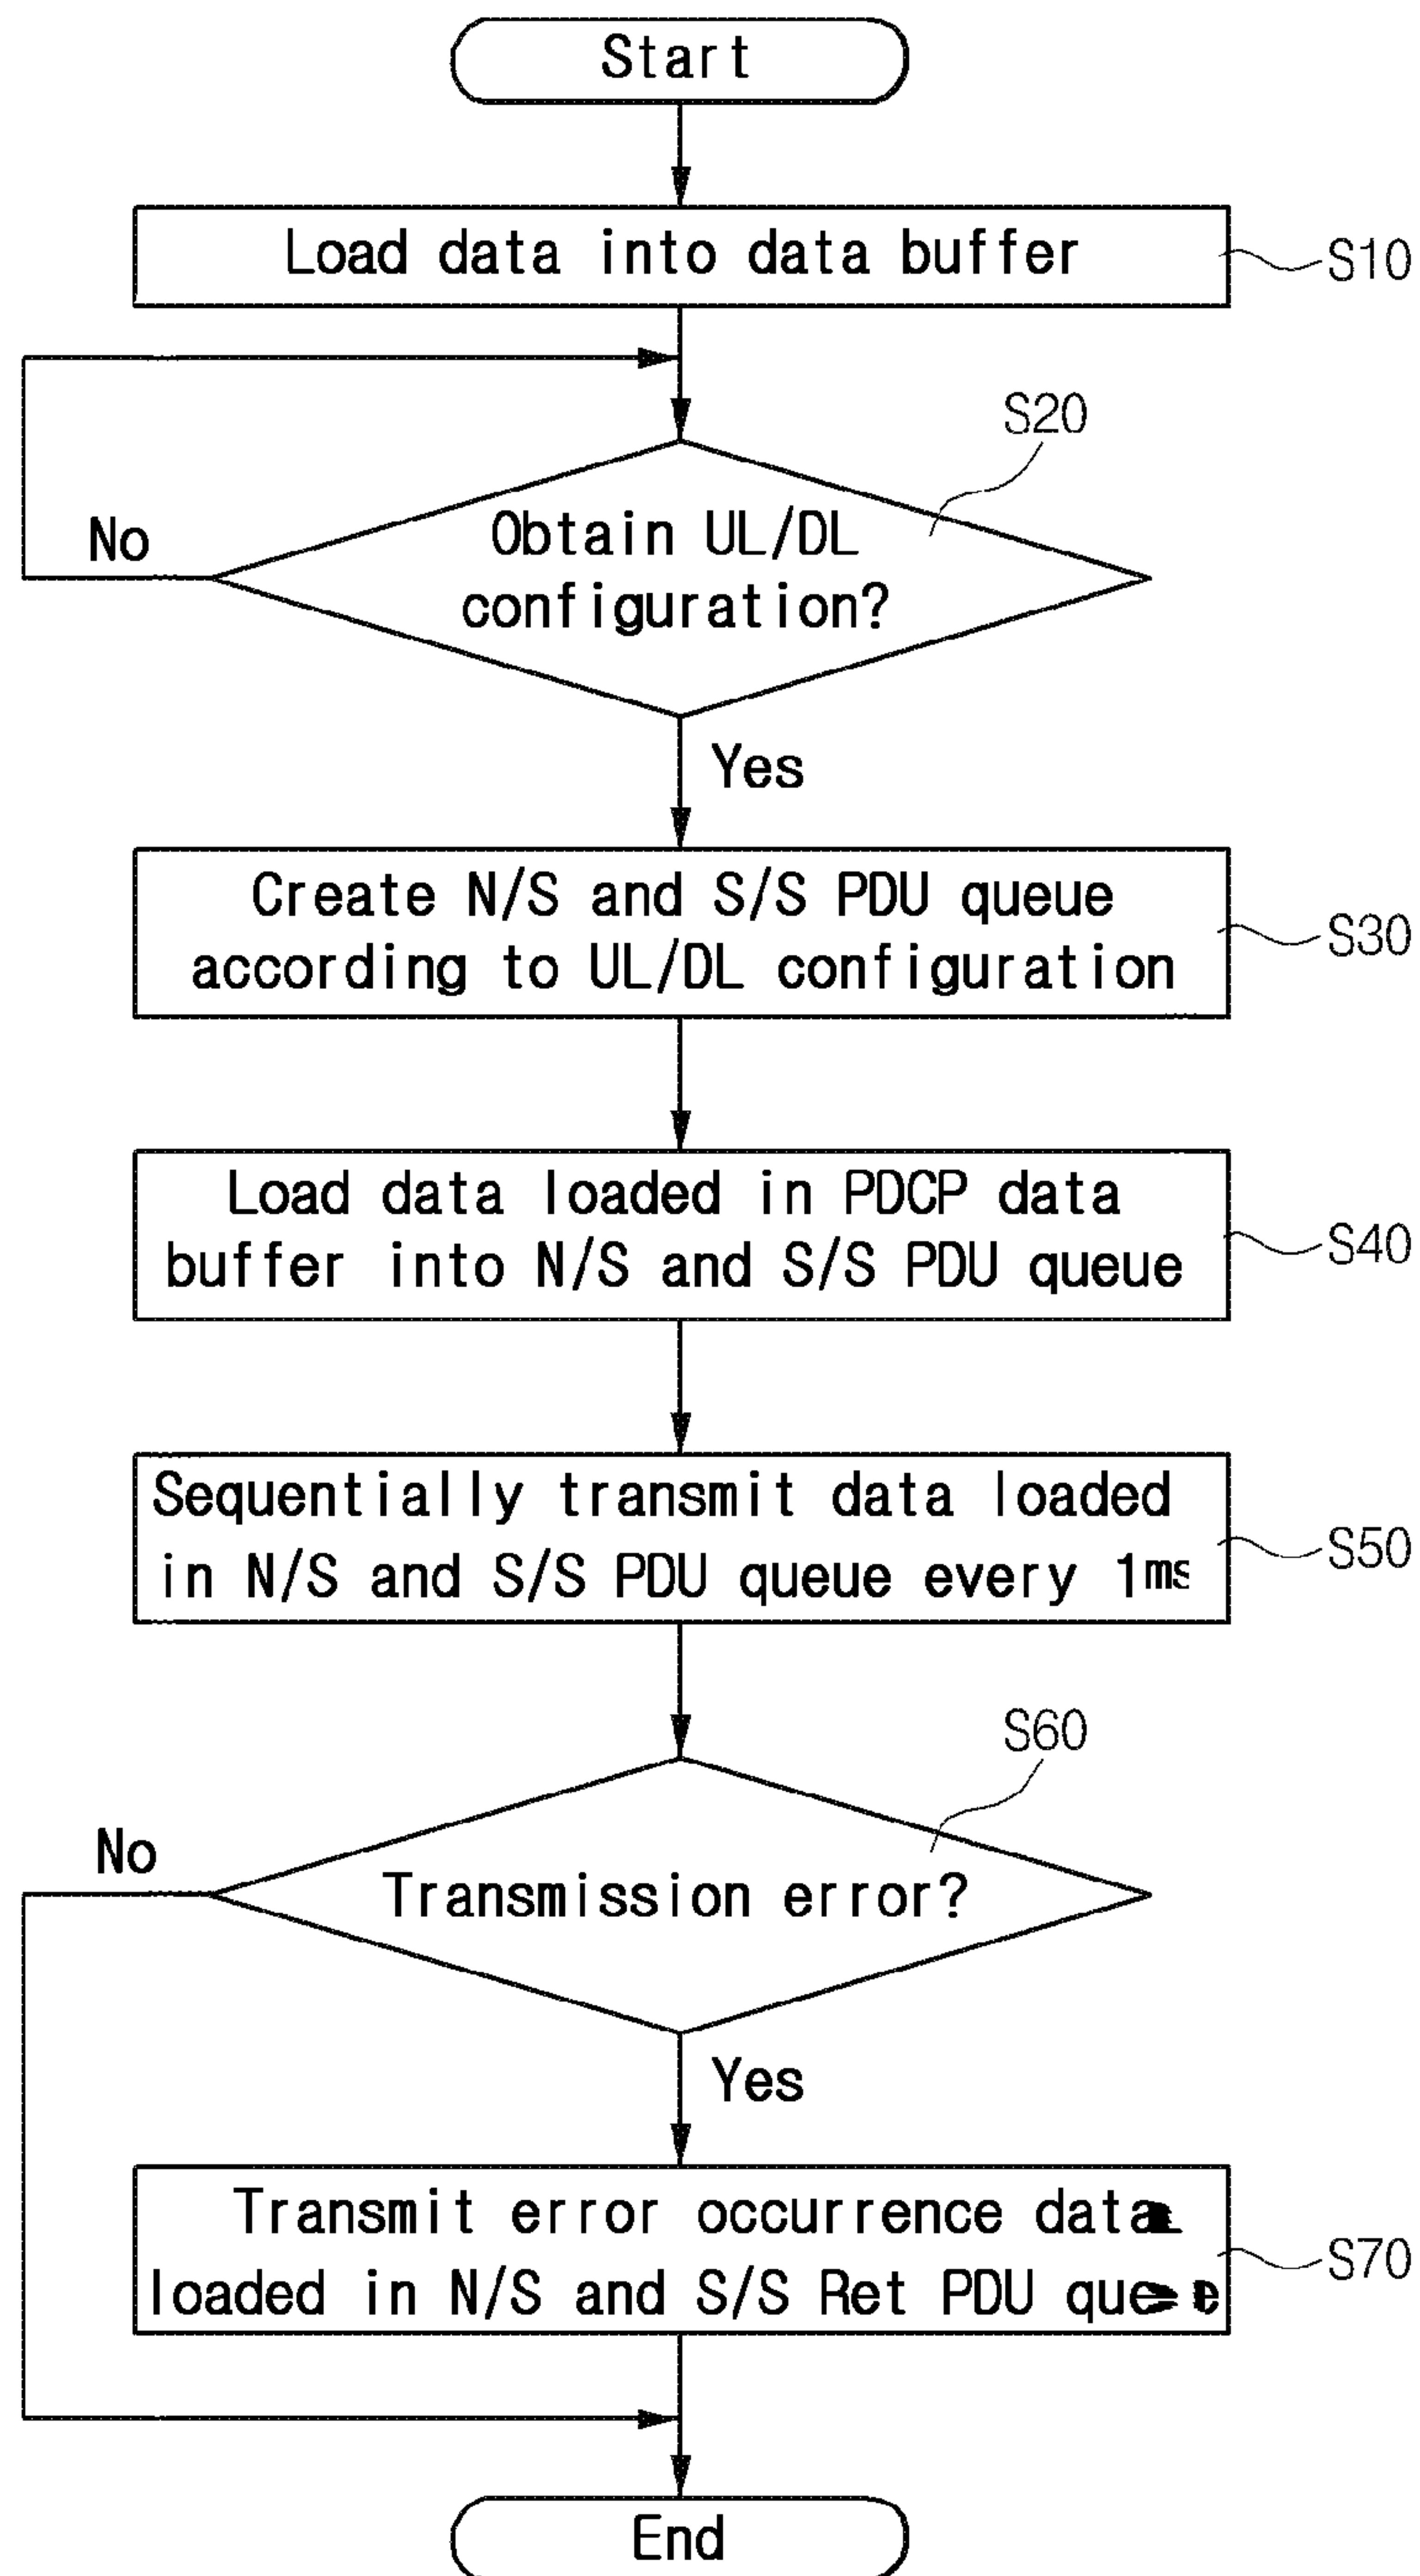 Start
Load data into data buffer
S10
S20
No
Obtain UL/DL
configuration?
Yes
Create N/S and S/S PDU queue
according to UL/DL configuration
S30
Load data loaded in PDCP data
buffer into N/S and S/S PDU queue
S40
Sequentially transmit data loaded
in N/S and S/S PDU queue every 1ms
S50
S60
No
Transmission error?
Yes
Transmit error occurrence data
loaded in N/S and S/S Ret PDU queue
S70
End